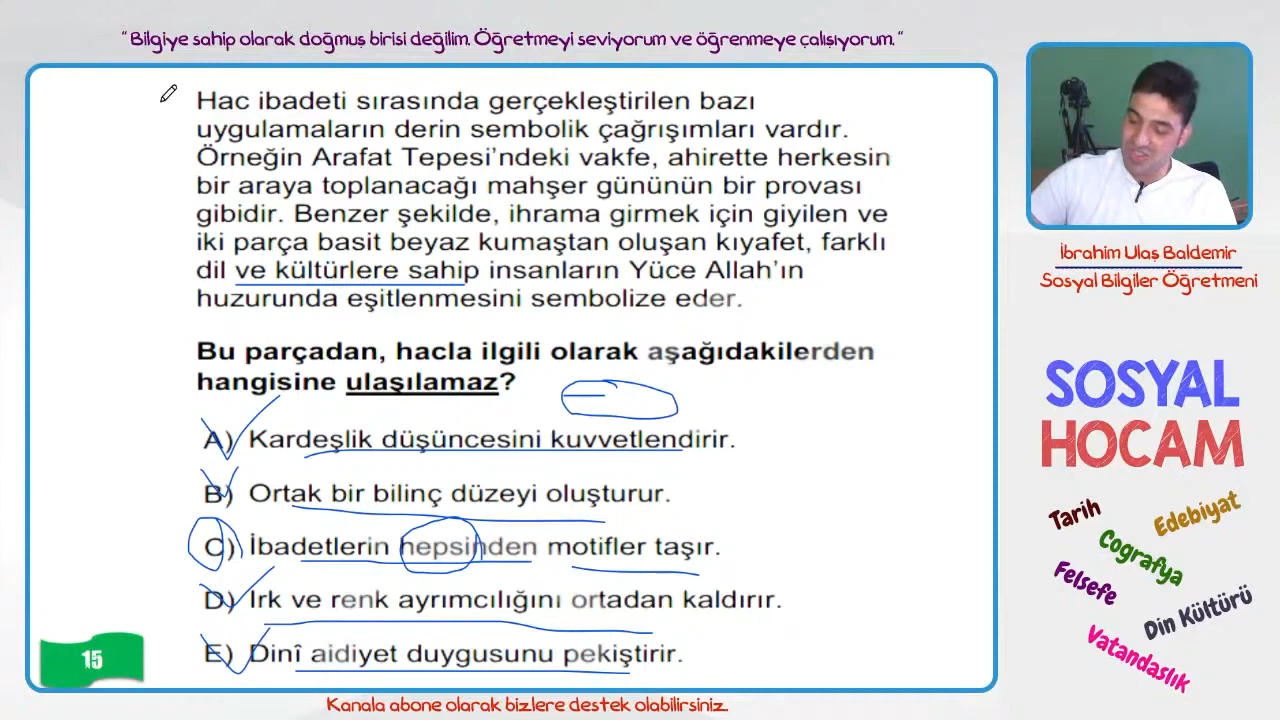 “Bilgiye sahip olarak doğmuş birisi değilim. Öğretmeyi seviyorum ve öğrenmeye çalışıyorum.”
Hac ibadeti sırasında gerçekleştirilen bazı
uygulamaların derin sembolik çağrışımları vardır.
Örneğin Arafat Tepesi’ndeki vakfe, ahirette herkesin
bir araya toplanacağı mahşer gününün bir provası
gibidir. Benzer şekilde, ihrama girmek için giyilen ve
iki parça basit beyaz kumaştan oluşan kıyafet, farklı
dil ve kültürlere sahip insanların Yüce Allah’ın
huzurunda eşitlenmesini sembolize eder.
Bu parçadan, hacla ilgili olarak aşağıdakilerden
hangisine ulaşılamaz?
A) Kardeşlik düşüncesini kuvvetlendirir.
B) Ortak bir bilinç düzeyi oluşturur.
C) İbadetlerin hepsinden motifler taşır.
D) Irk ve renk ayrımcılığını ortadan kaldırır.
E) Dinî aidiyet duygusunu pekiştirir.
15
İbrahim Ulaş Baldemir
Sosyal Bilgiler Öğretmeni
SOSYAL
HOCAM
Tarih
Edebiyat
Coğrafya
Felsefe
Din Kültürü
Vatandaslık
Kanala abone olarak bizlere destek olabilirsiniz.